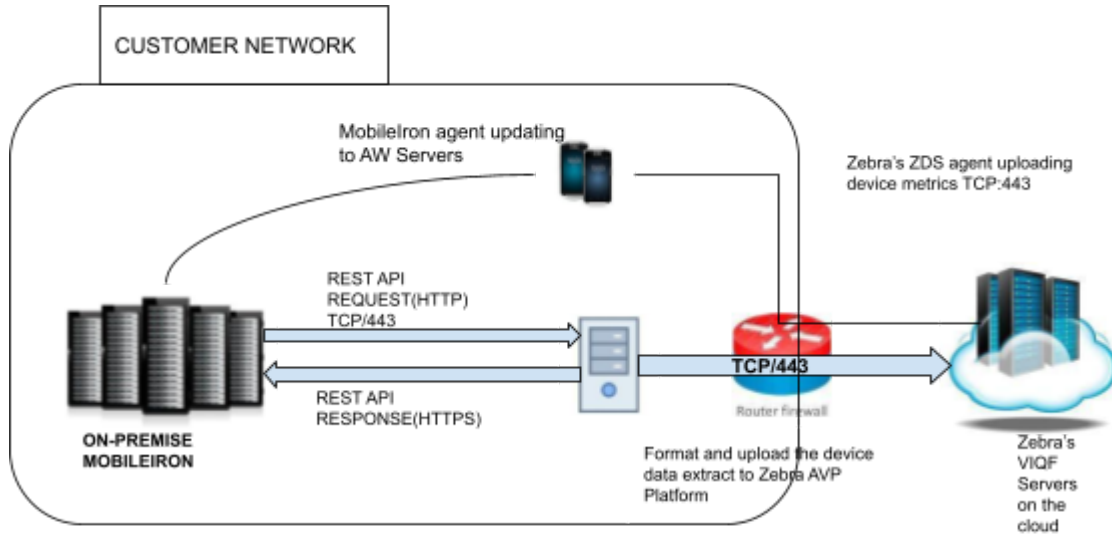 CUSTOMER NETWORK
MobileIron agent updating
to AW Servers
Zebra's ZDS agent uploading
device metrics TCP:443
REST API
REQUEST(HTTP)
TCP/443
TCP/443
Router firewall
REST API
RESPONSE(HTTPS)
ON-PREMISE
MOBILEIRON
Format and upload the device
data extract to Zebra AVP
Platform
Zebra's
VIQF
Servers
on the
cloud